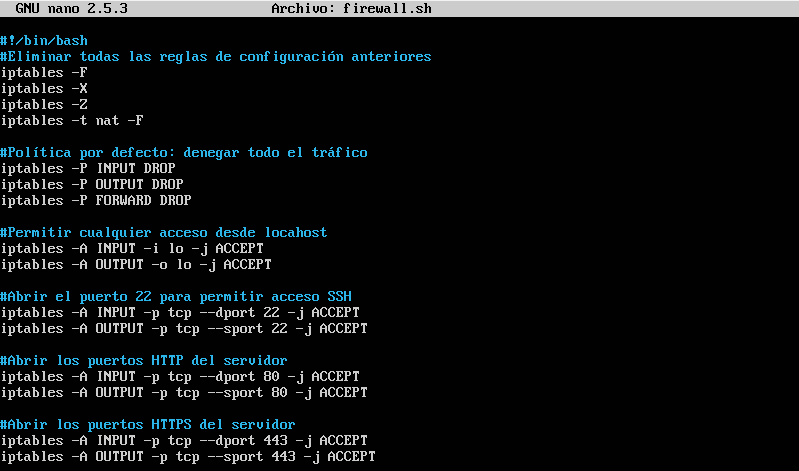 GNU nano 2.5.3 Archivo: firewall.sh
#!/bin/bash
#Eliminar todas las reglas de configuración anteriores
iptables -F
iptables -X
iptables -Z
iptables -t nat -F
#Política por defecto: denegar todo el tráfico
iptables -P INPUT DROP
iptables -P OUTPUT DROP
iptables -P FORWARD DROP
#Permitir cualquier acceso desde locahost
iptables -A INPUT -i lo -j ACCEPT
iptables -A OUTPUT -o lo -j ACCEPT
#Abrir el puerto 22 para permitir acceso SSH
iptables -A INPUT -p tcp --dport 22 -j ACCEPT
iptables -A OUTPUT -p tcp --sport 22 -j ACCEPT
#Abrir los puertos HTTP del servidor
iptables -A INPUT -p tcp --dport 80 -j ACCEPT
iptables -A OUTPUT -p tcp --sport 80 -j ACCEPT
#Abrir los puertos HTTPS del servidor
iptables -A INPUT -p tcp --dport 443 -j ACCEPT
iptables -A OUTPUT -p tcp --sport 443 -j ACCEPT